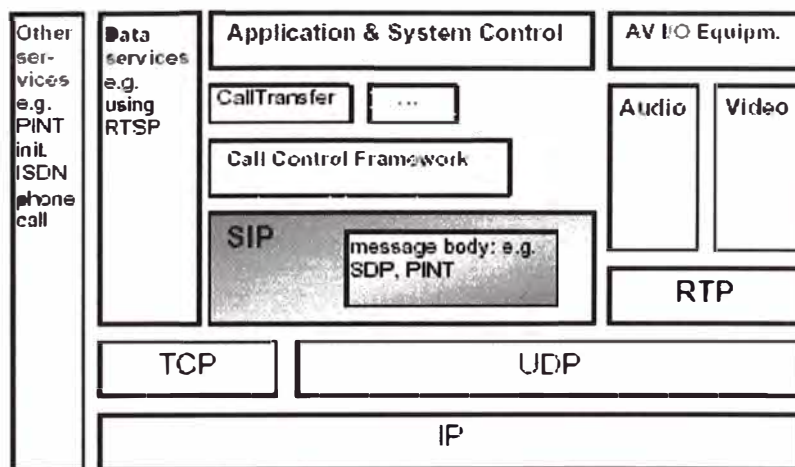 Other
ser-
vices
e.g.
PINT
init.
ISDN
phone
call
Data
services
e.g.
using
RTSP
Application & System Control
AV I/O Equipm.
CallTransfer
...
Audio
Video
Call Control Framework
SIP
message body: e.g.
SDP, PINT
RTP
TCP
UDP
IP